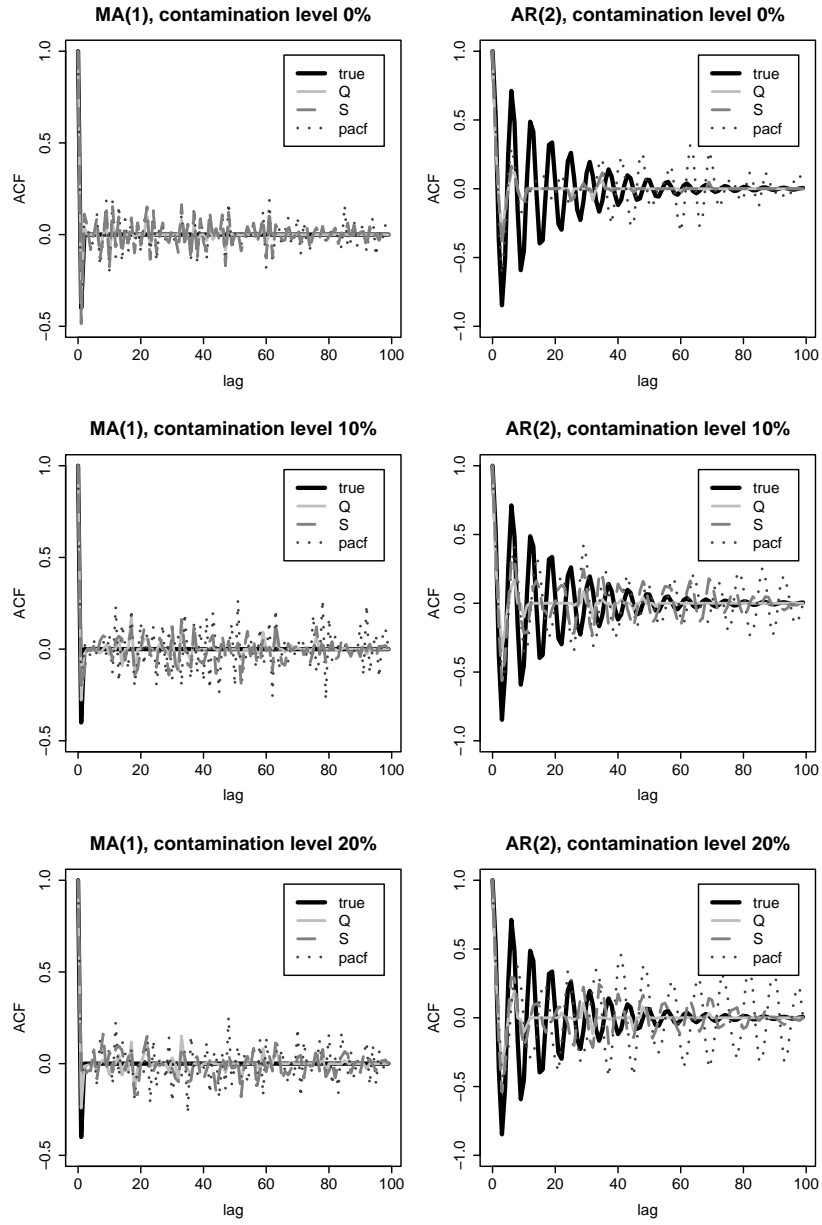 MA(1), contamination level 0%
ACF
1.0
0.5
0.0
−0.5
true
Q
S
pacf
0 20 40 60 80 100
lag
AR(2), contamination level 0%
ACF
1.0
0.5
0.0
−0.5
−1.0
true
Q
S
pacf
0 20 40 60 80 100
lag
MA(1), contamination level 10%
ACF
1.0
0.5
0.0
−0.5
true
Q
S
pacf
0 20 40 60 80 100
lag
AR(2), contamination level 10%
ACF
1.0
0.5
0.0
−0.5
−1.0
true
Q
S
pacf
0 20 40 60 80 100
lag
MA(1), contamination level 20%
ACF
1.0
0.5
0.0
−0.5
true
Q
S
pacf
0 20 40 60 80 100
lag
AR(2), contamination level 20%
ACF
1.0
0.5
0.0
−0.5
−1.0
true
Q
S
pacf
0 20 40 60 80 100
lag